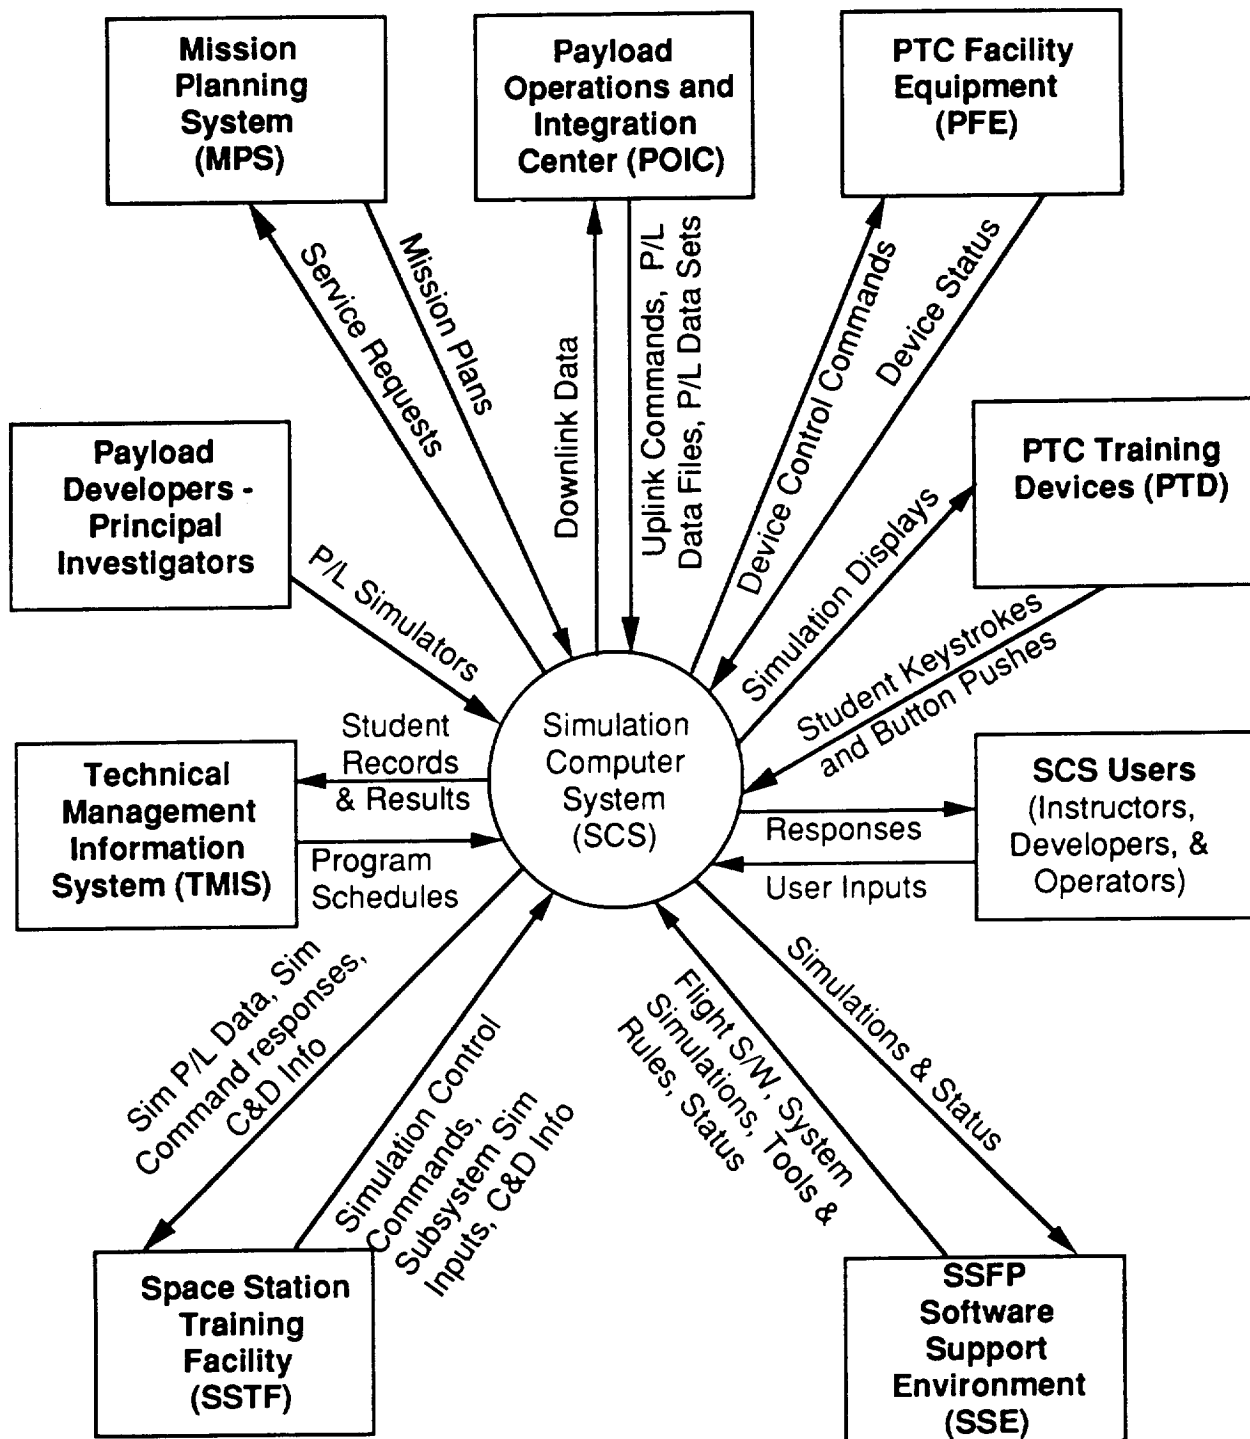 Mission
Planning
System
(MPS)
Payload
Operations and
Integration
Center (POIC)
PTC Facility
Equipment
(PFE)
Service Requests
Mission Plans
Downlink Data
Uplink Commands, P/L
Data Files, P/L Data Sets
Device Control Commands
Device Status
Payload
Developers -
Principal
Investigators
PTC Training
Devices (PTD)
P/L Simulators
Simulation Displays
Student Keystrokes
and Button Pushes
Simulation
Computer
System
(SCS)
Student
Records
& Results
Program
Schedules
Technical
Management
Information
System (TMIS)
Responses
User Inputs
SCS Users
(Instructors,
Developers, &
Operators)
Sim P/L Data, Sim
Command responses,
C&D Info
Simulation Control
Commands,
Subsystem Sim
Inputs, C&D Info
Flight S/W, System
Simulations, Tools &
Rules, Status
Simulations & Status
Space Station
Training
Facility
(SSTF)
SSFP
Software
Support
Environment
(SSE)